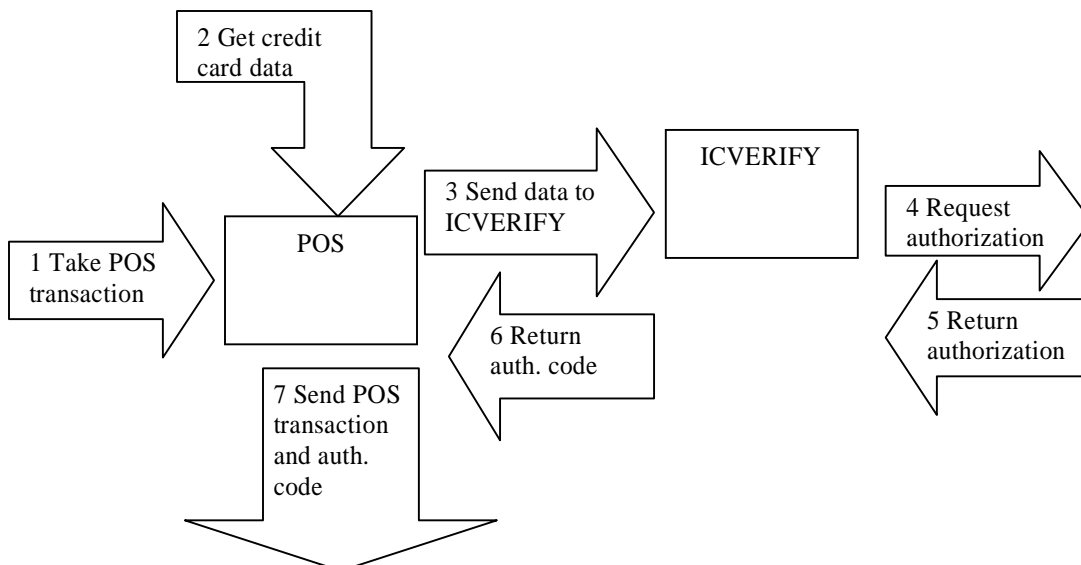 2 Get credit
card data
ICVERIFY
3 Send data to
ICVERIFY
4 Request
authorization
POS
1 Take POS
transaction
5 Return
authorization
6 Return
auth. code
7 Send POS
transaction
and auth.
code